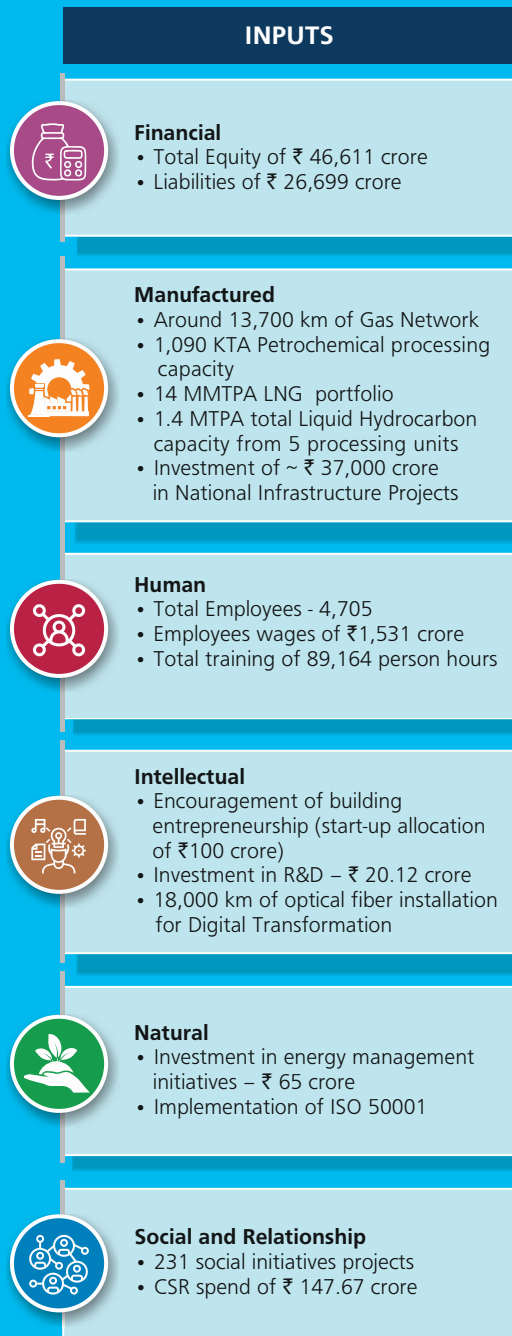 INPUTS
Financial
• Total Equity of ₹ 46,611 crore
• Liabilities of ₹ 26,699 crore
Manufactured
• Around 13,700 km of Gas Network
• 1,090 KTA Petrochemical processing
capacity
• 14 MMTPA LNG portfolio
• 1.4 MTPA total Liquid Hydrocarbon
capacity from 5 processing units
• Investment of ~ ₹ 37,000 crore
in National Infrastructure Projects
Human
• Total Employees - 4,705
• Employees wages of ₹1,531 crore
• Total training of 89,164 person hours
Intellectual
• Encouragement of building
entrepreneurship (start-up allocation
of ₹100 crore)
• Investment in R&D – ₹ 20.12 crore
• 18,000 km of optical fiber installation
for Digital Transformation
Natural
• Investment in energy management
initiatives – ₹ 65 crore
• Implementation of ISO 50001
Social and Relationship
• 231 social initiatives projects
• CSR spend of ₹ 147.67 crore